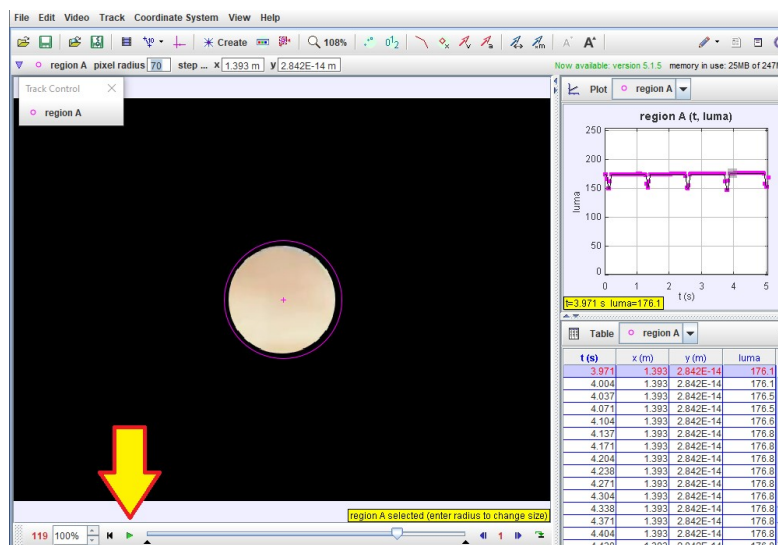 File Edit Video Track Coordinate System View Help
Create 108%
region A pixel radius 70 step ... x 1.393 m y 2.842E-14 m
Now available: version 5.1.5 memory in use: 25MB of 247M
Track Control
region A
Plot region A
region A (t, luma)
250
200
150
100
50
0
luma
0 1 2 3 4 5
t (s)
t=3.971 s luma=176.1
Table region A
t (s) x (m) y (m) luma
3.971 1.393 2.842E-14 176.1
4.004 1.393 2.842E-14 176.1
4.037 1.393 2.842E-14 176.5
4.071 1.393 2.842E-14 176.5
4.104 1.393 2.842E-14 176.6
4.137 1.393 2.842E-14 176.8
4.171 1.393 2.842E-14 176.8
4.204 1.393 2.842E-14 176.8
4.238 1.393 2.842E-14 176.8
4.271 1.393 2.842E-14 176.8
4.304 1.393 2.842E-14 176.8
4.338 1.393 2.842E-14 176.8
4.371 1.393 2.842E-14 176.8
4.404 1.393 2.842E-14 176.8
region A selected (enter radius to change size)
119 100% 1